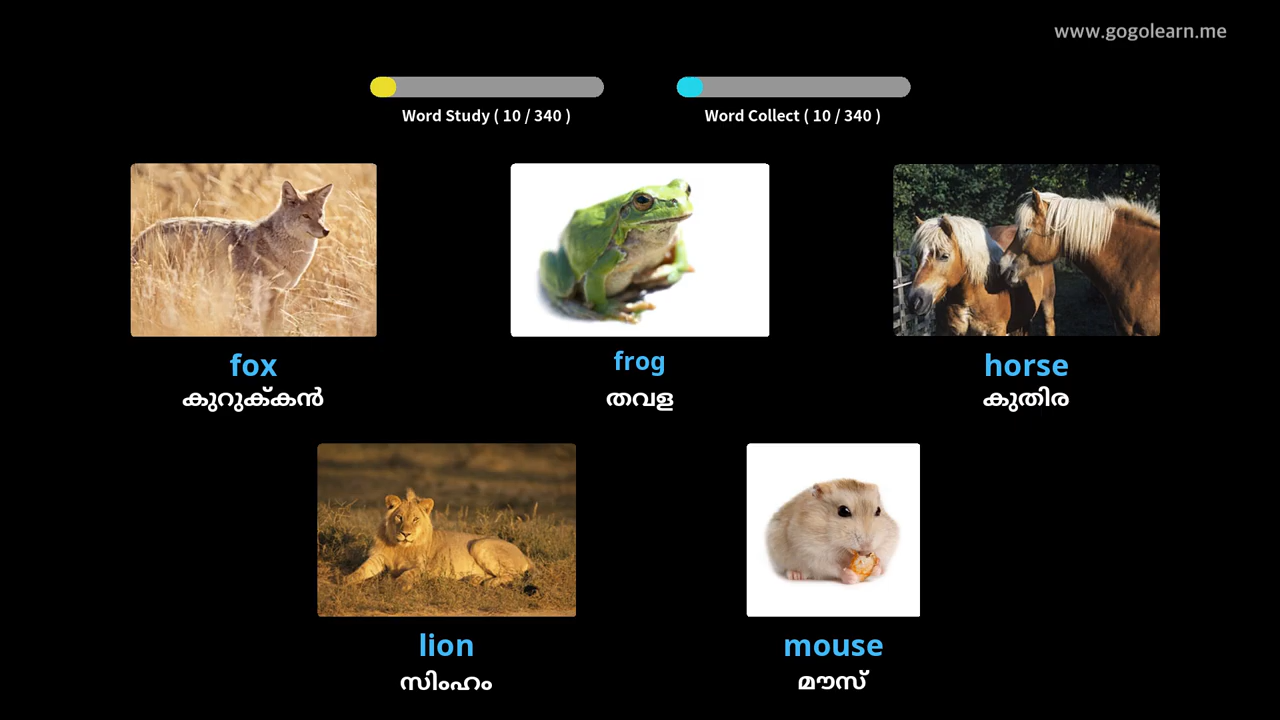 www.gogolearn.me
Word Study ( 10 / 340 )
Word Collect ( 10 / 340 )
fox
കുറുക്കൻ
frog
തവള
horse
കുതിര
lion
സിംഹം
mouse
മൗസ്